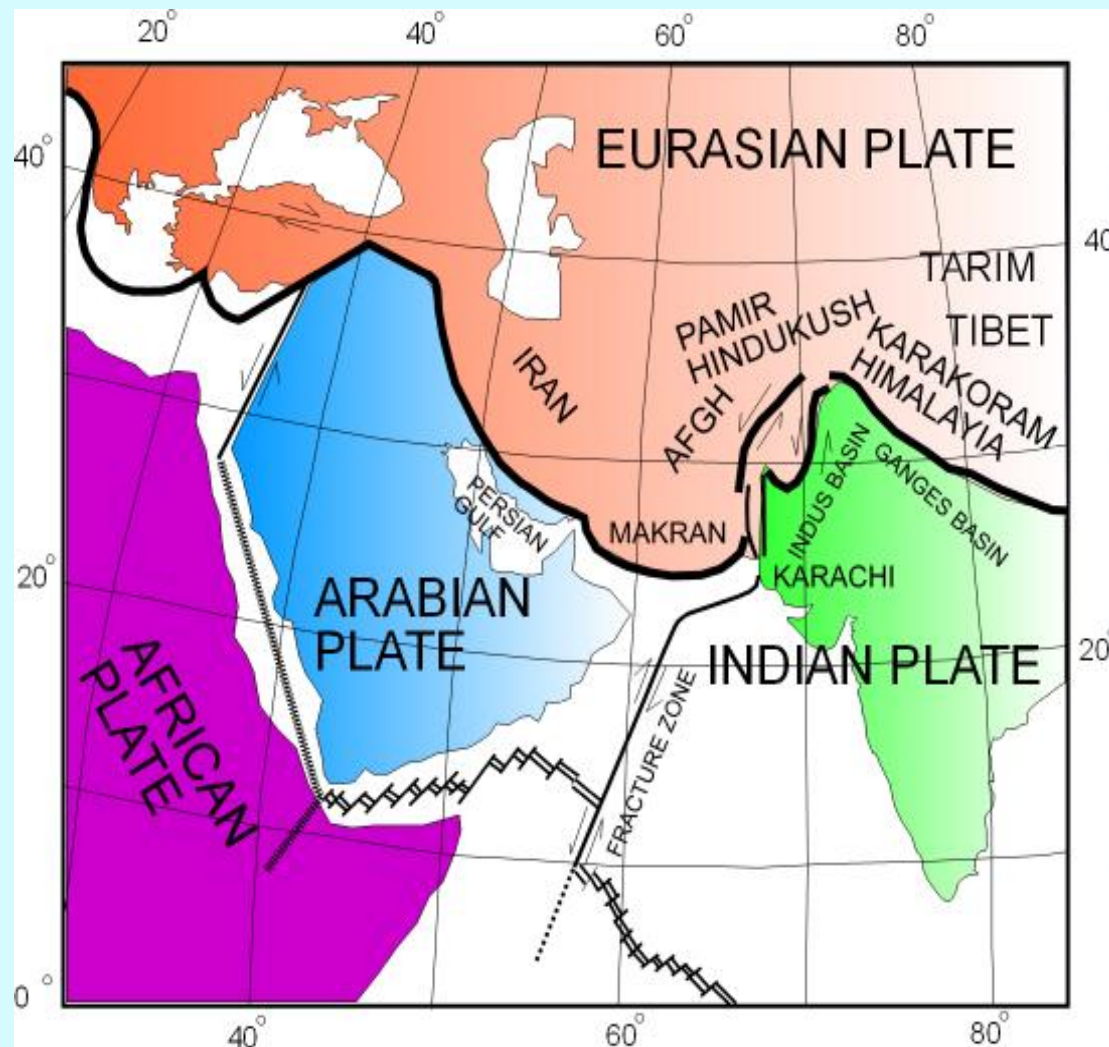 20°
40°
60°
80°
40°
EURASIAN PLATE
40
TARIM
TIBET
PAMIR
HINDUKUSH
KARAKORAM
HIMALAYIA
IRAN
AFGH
PERSIAN
GULF
MAKRAN
INDUS BASIN
GANGES BASIN
KARACHI
20°
ARABIAN
PLATE
INDIAN PLATE
20
AFRICAN
PLATE
FRACTURE ZONE
0°
40°
60°
80°